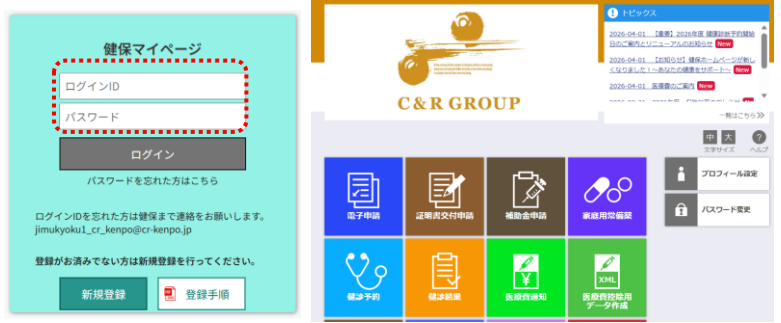 健保マイページ
ログインID
パスワード
ログイン
パスワードを忘れた方はこちら
ログインIDを忘れた方は健保まで連絡をお願いします。
jimukyoku1_cr_kenpo@cr-kenpo.jp
登録がお済みでない方は新規登録を行ってください。
新規登録
登録手順
C&R GROUP
トピックス
2026-04-01 【重要】2026年度 健康診断予約開始
日のご案内とリニューアルのお知らせ New
2026-04-01 【お知らせ】健保ホームページが新し
くなりました！～あなたの健康をサポート～ New
2026-04-01 医療費のご案内 New
一覧はこちら
中 大 ?
文字サイズ ヘルプ
電子申請
証明書交付申請
補助金申請
家庭用常備薬
プロフィール設定
パスワード変更
健診予約
健診結果
医療費通知
XML
医療費控除用
データ作成